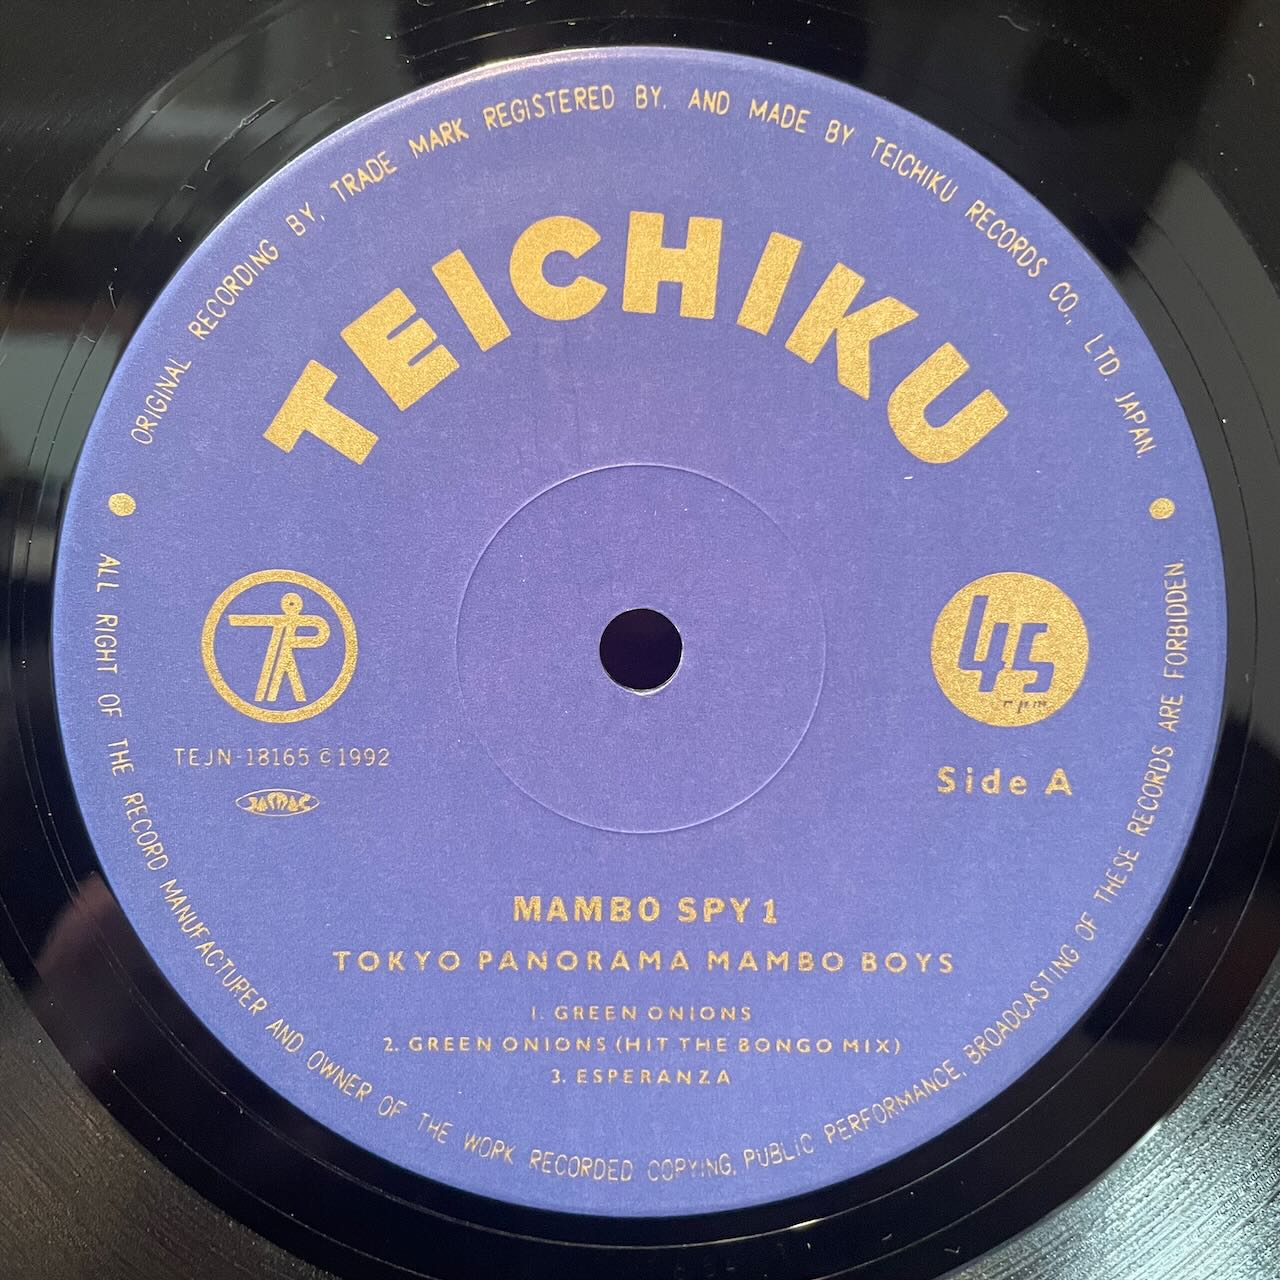 ORIGINAL RECORDING BY, TRADE MARK REGISTERED BY, AND MADE BY TEICHIKU RECORDS CO., LTD. JAPAN.
TEICHIKU
TR
45
rpm
TEJN-18165 ©1992
JASRAC
Side A
MAMBO SPY 1
TOKYO PANORAMA MAMBO BOYS
1. GREEN ONIONS
2. GREEN ONIONS (HIT THE BONGO MIX)
3. ESPERANZA
ALL RIGHT OF THE RECORD MANUFACTURER AND OWNER OF THE WORK RECORDED COPYING, PUBLIC PERFORMANCE, BROADCASTING OF THESE RECORDS ARE FORBIDDEN.